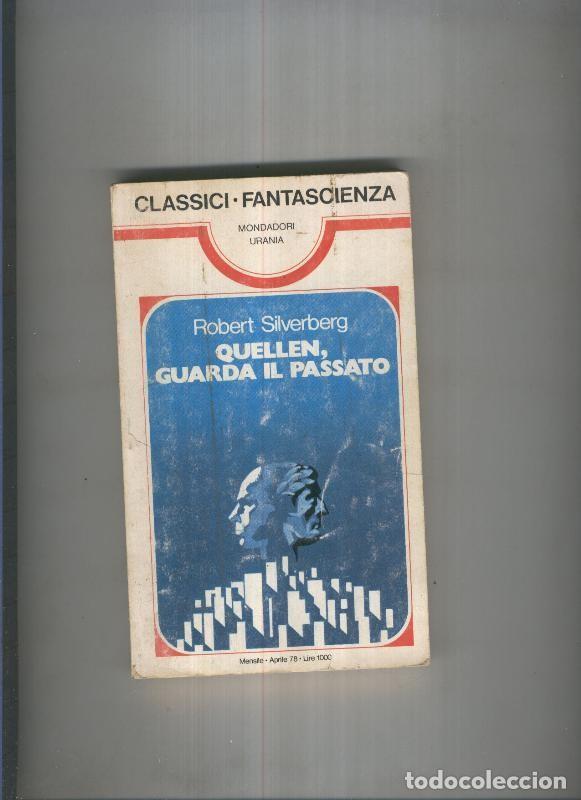 CLASSICI • FANTASCIENZA
MONDADORI
URANIA
Robert Silverberg
QUELLEN,
GUARDA IL PASSATO
Mensile • Aprile 78 • Lire 1000
todocoleccion